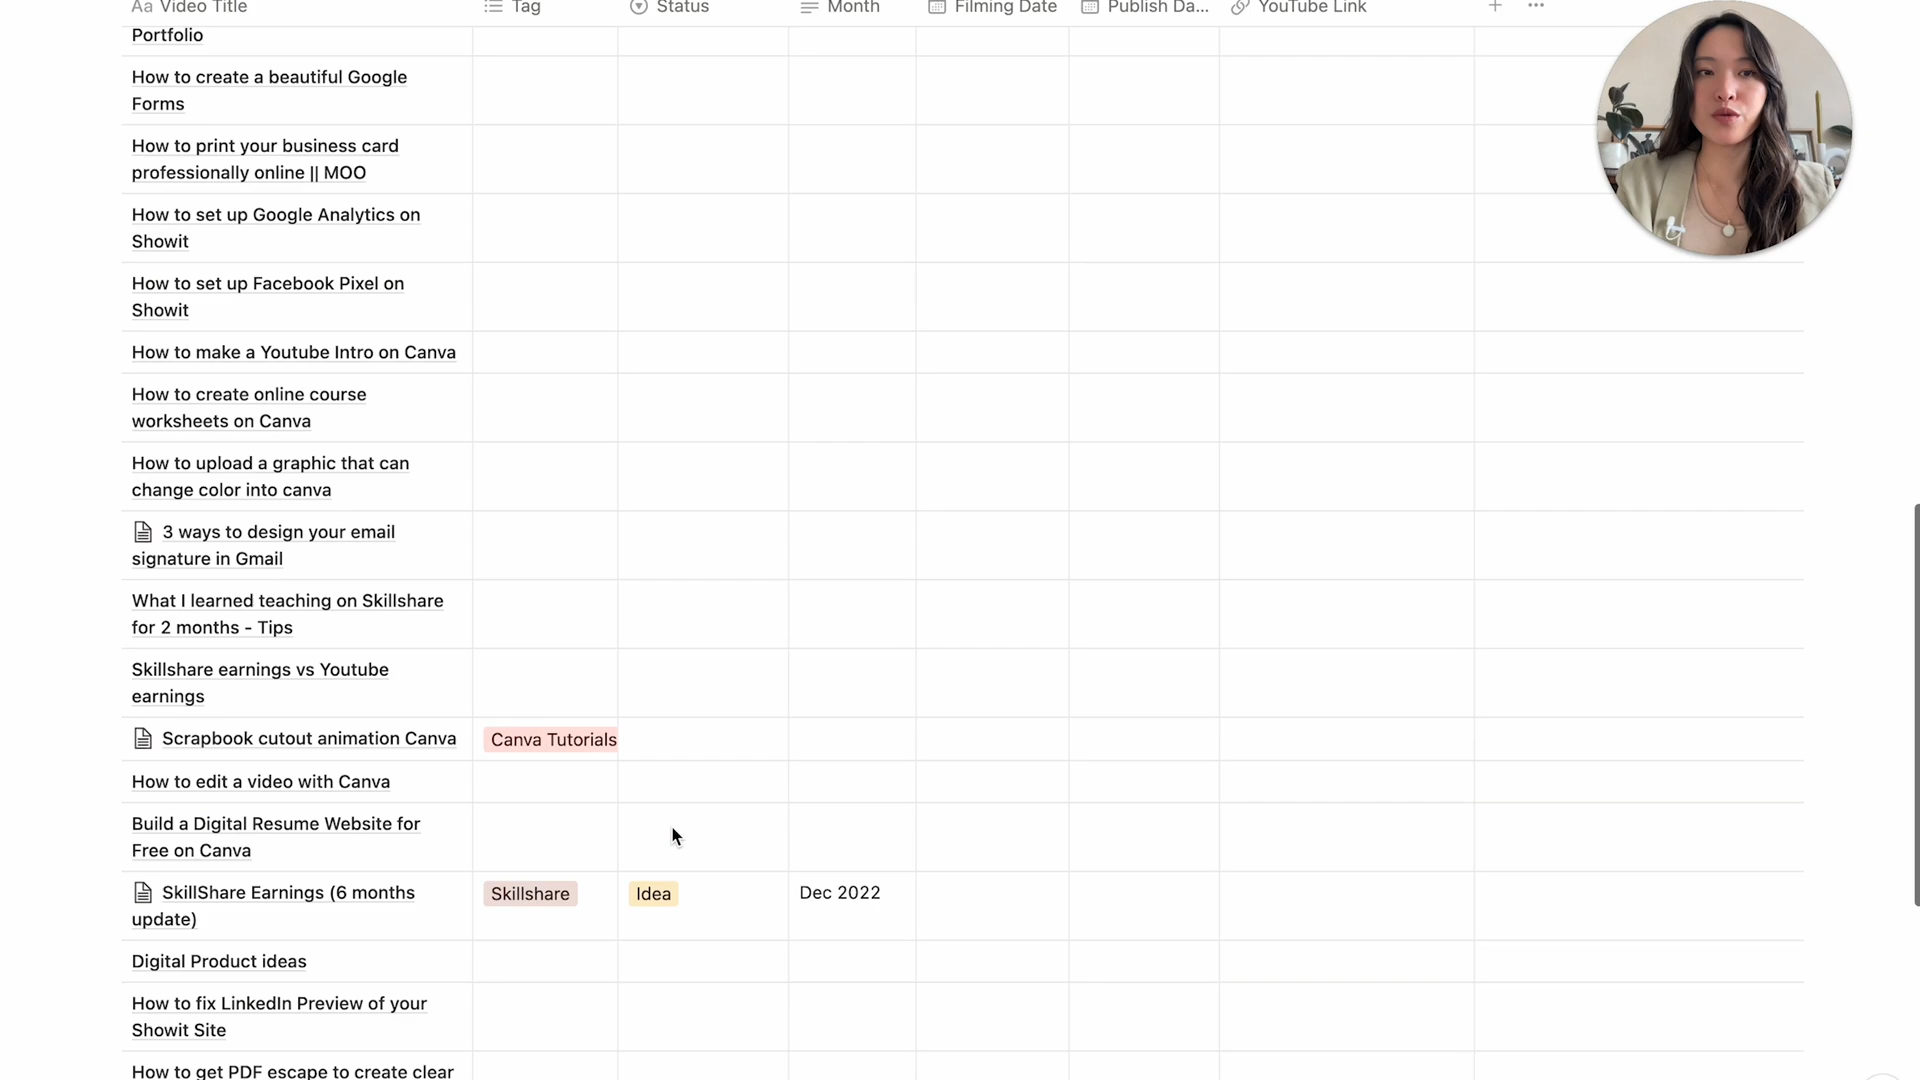 Aa Video Title Tag Status Month Filming Date Publish Da... YouTube Link + ...
Portfolio
How to create a beautiful Google
Forms
How to print your business card
professionally online || MOO
How to set up Google Analytics on
Showit
How to set up Facebook Pixel on
Showit
How to make a Youtube Intro on Canva
How to create online course
worksheets on Canva
How to upload a graphic that can
change color into canva
3 ways to design your email
signature in Gmail
What I learned teaching on Skillshare
for 2 months - Tips
Skillshare earnings vs Youtube
earnings
Scrapbook cutout animation Canva Canva Tutorials
How to edit a video with Canva
Build a Digital Resume Website for
Free on Canva
SkillShare Earnings (6 months Skillshare Idea Dec 2022
update)
Digital Product ideas
How to fix LinkedIn Preview of your
Showit Site
How to get PDF escape to create clear